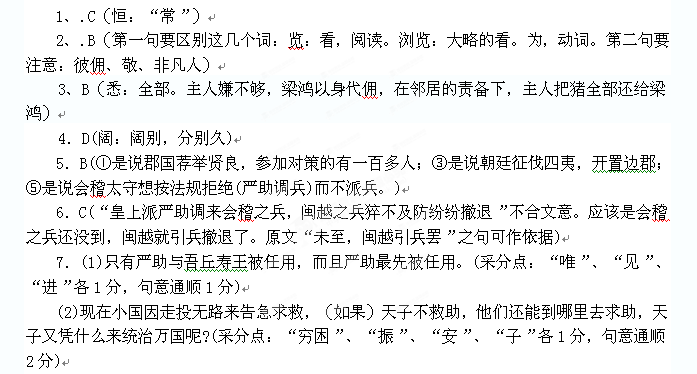 1、.C（恒：“常 ”）
2、.B（第一句要区别这几个词：览：看，阅读。浏览：大略的看。为，动词。第二句要
注意：彼佣、敬、非凡人）
3、B（悉：全部。主人嫌不够，梁鸿以身代佣，在邻居的责备下，主人把猪全部还给梁
鸿）
4．D(阔：阔别，分别久)
5．B(①是说郡国荐举贤良，参加对策的有一百多人；③是说朝廷征伐四夷，开置边郡；
⑤是说会稽太守想按法规拒绝(严助调兵)而不派兵。)
6．C(“皇上派严助调来会稽之兵，闽越之兵猝不及防纷纷撤退 ”不合文意。应该是会稽
之兵还没到，闽越就引兵撤退了。原文“未至，闽越引兵罢 ”之句可作依据)
7．(1)只有严助与吾丘寿王被任用，而且严助最先被任用。(采分点：“唯 ”、“见 ”、
“进 ”各 1 分，句意通顺 1 分)
(2)现在小国因走投无路来告急求救，（如果）天子不救助，他们还能到哪里去求助，天
子又凭什么来统治万国呢?(采分点：“穷困 ”、“振 ”、“安 ”、“子 ”各 1 分，句意通顺
2 分)